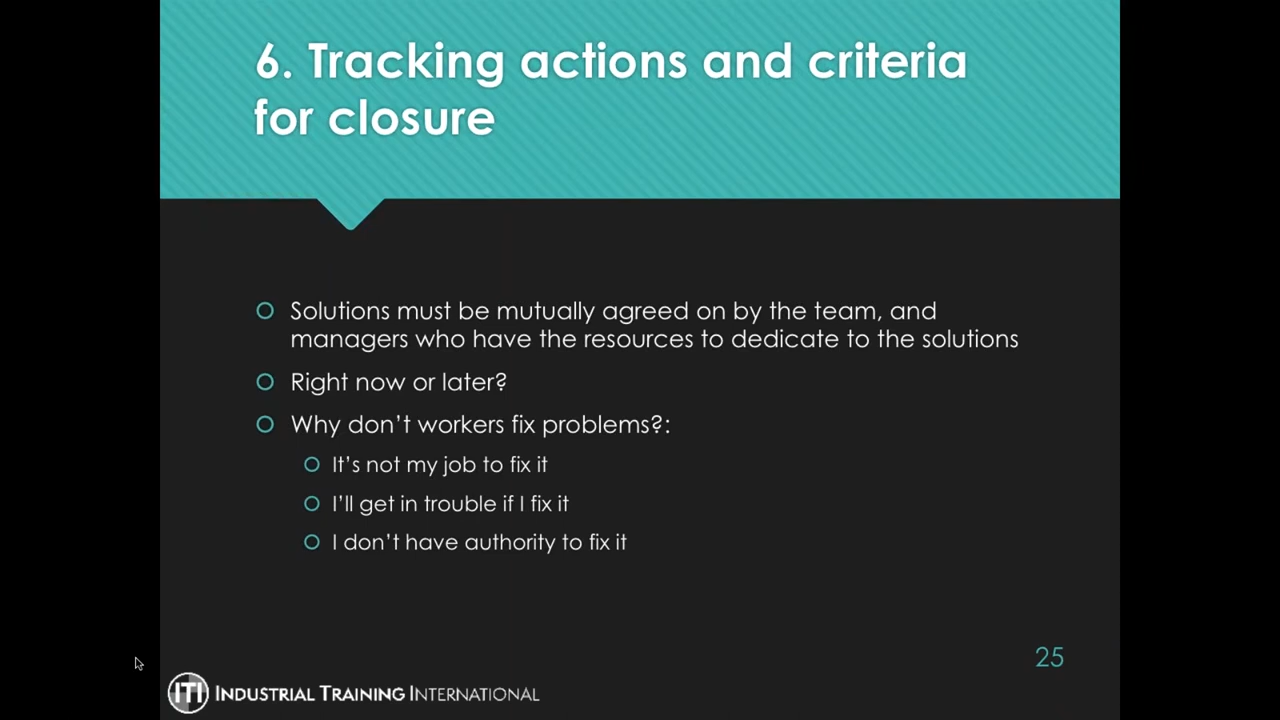 6. Tracking actions and criteria
for closure
Solutions must be mutually agreed on by the team, and
managers who have the resources to dedicate to the solutions
Right now or later?
Why don’t workers fix problems?:
It’s not my job to fix it
I’ll get in trouble if I fix it
I don’t have authority to fix it
25
ITI INDUSTRIAL TRAINING INTERNATIONAL